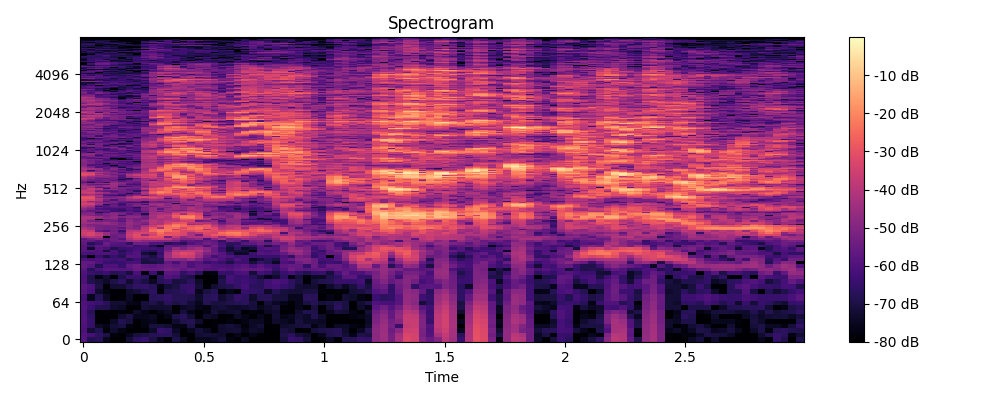 Spectrogram
4096
2048
1024
512
256
128
64
0
Hz
0
0.5
1
1.5
2
2.5
Time
-10 dB
-20 dB
-30 dB
-40 dB
-50 dB
-60 dB
-70 dB
-80 dB